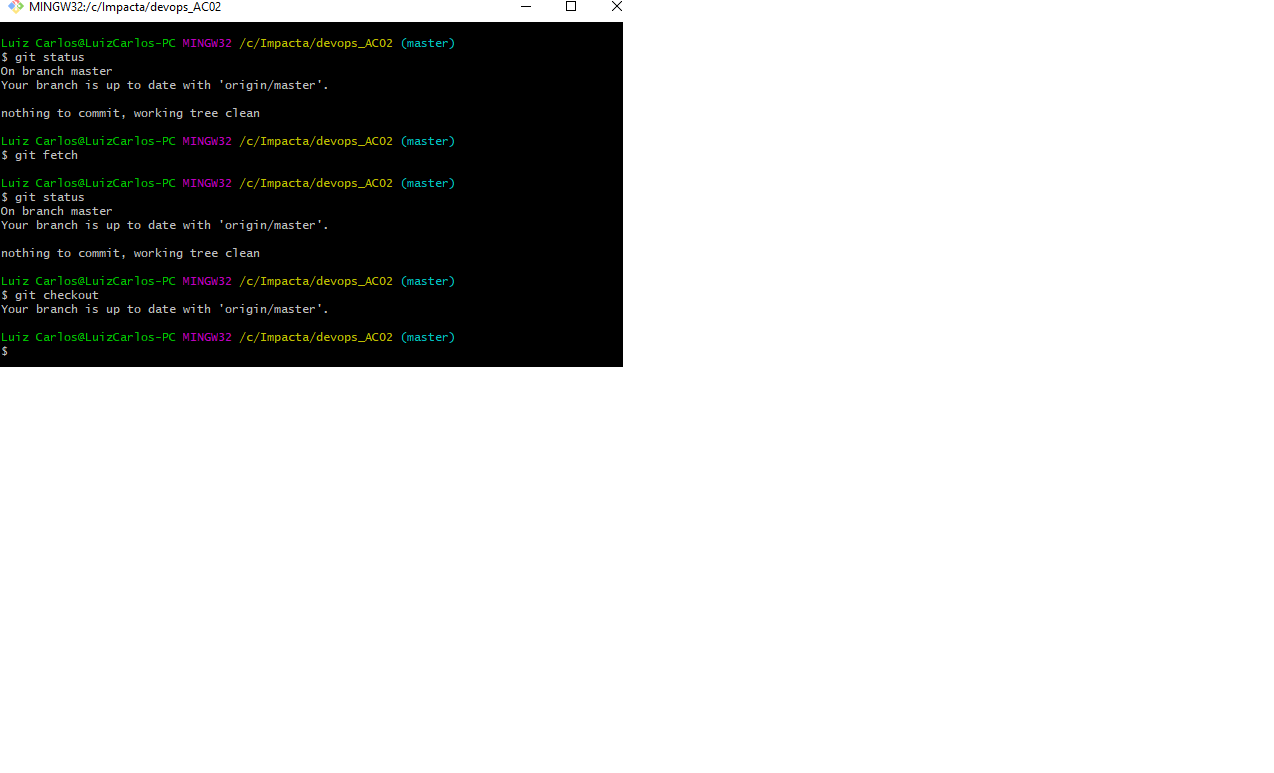 MINGW32:/c/Impacta/devops_AC02
Luiz Carlos@LuizCarlos-PC MINGW32 /c/Impacta/devops_AC02 (master)
$ git status
On branch master
Your branch is up to date with 'origin/master'.
nothing to commit, working tree clean
Luiz Carlos@LuizCarlos-PC MINGW32 /c/Impacta/devops_AC02 (master)
$ git fetch
Luiz Carlos@LuizCarlos-PC MINGW32 /c/Impacta/devops_AC02 (master)
$ git status
On branch master
Your branch is up to date with 'origin/master'.
nothing to commit, working tree clean
Luiz Carlos@LuizCarlos-PC MINGW32 /c/Impacta/devops_AC02 (master)
$ git checkout
Your branch is up to date with 'origin/master'.
Luiz Carlos@LuizCarlos-PC MINGW32 /c/Impacta/devops_AC02 (master)
$